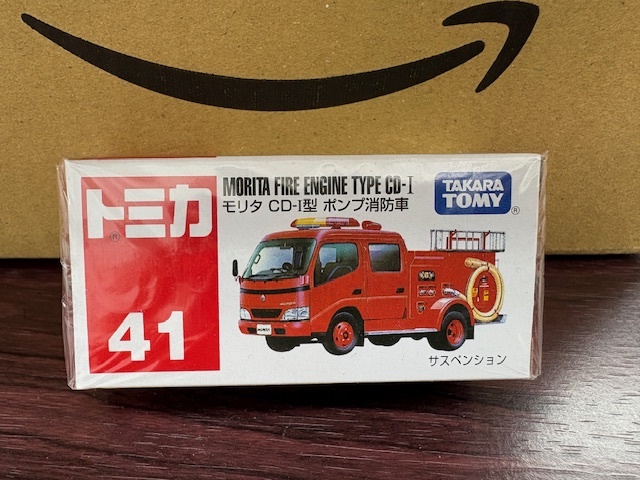 トミカ
®
41
MORITA FIRE ENGINE TYPE CD-I
モリタ CD-I型 ポンプ消防車
TAKARA
TOMY
®
サスペンション